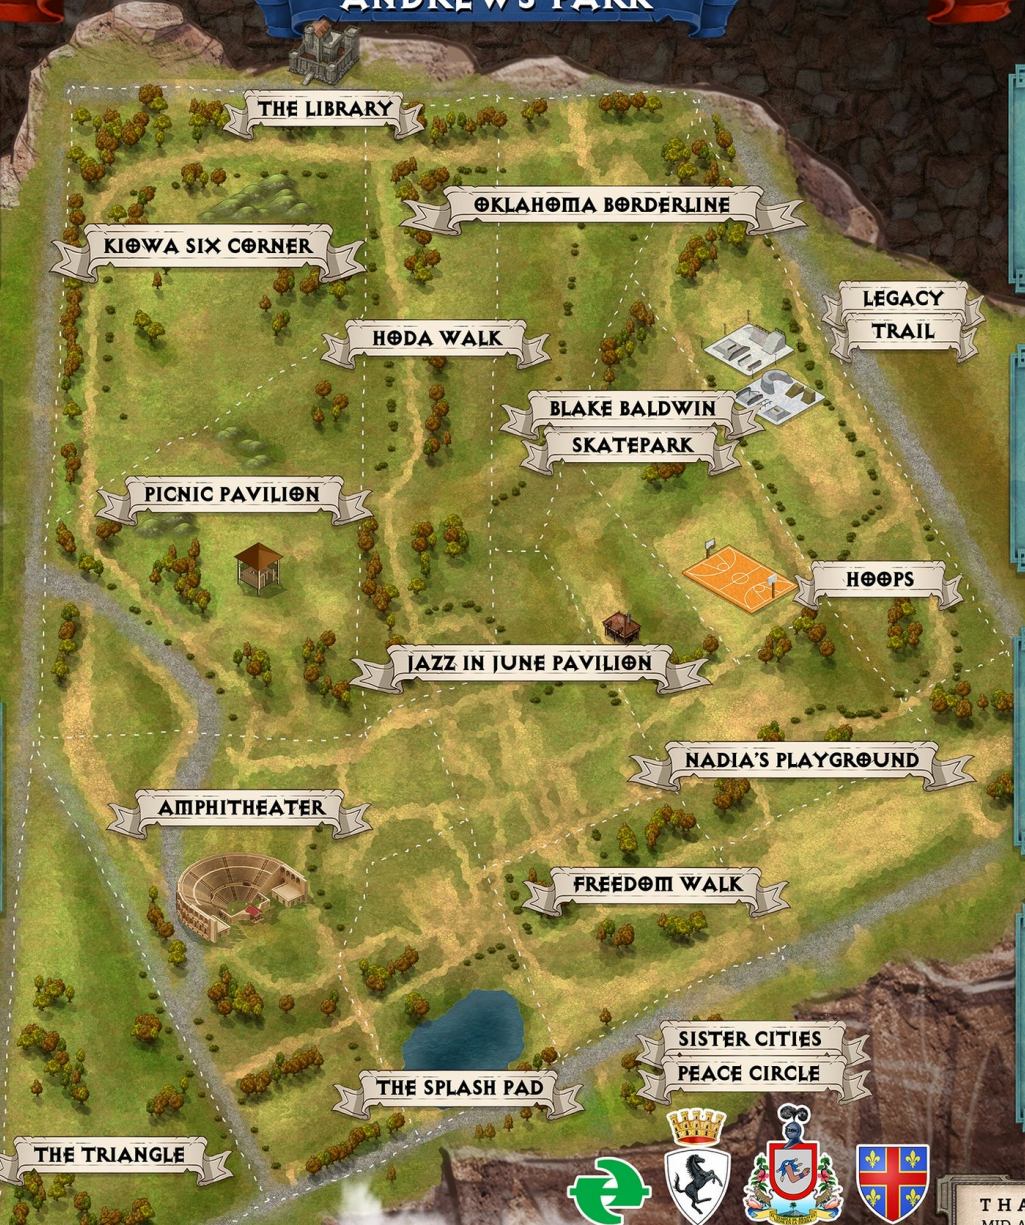 ANDREWS PARK
THE LIBRARY
OKLAHOMA BORDERLINE
KIOWA SIX CORNER
LEGACY
TRAIL
HODA WALK
BLAKE BALDWIN
SKATEPARK
PICNIC PAVILION
HOOPS
JAZZ IN JUNE PAVILION
NADIA'S PLAYGROUND
AMPHITHEATER
FREEDOM WALK
SISTER CITIES
PEACE CIRCLE
THE SPLASH PAD
THE TRIANGLE